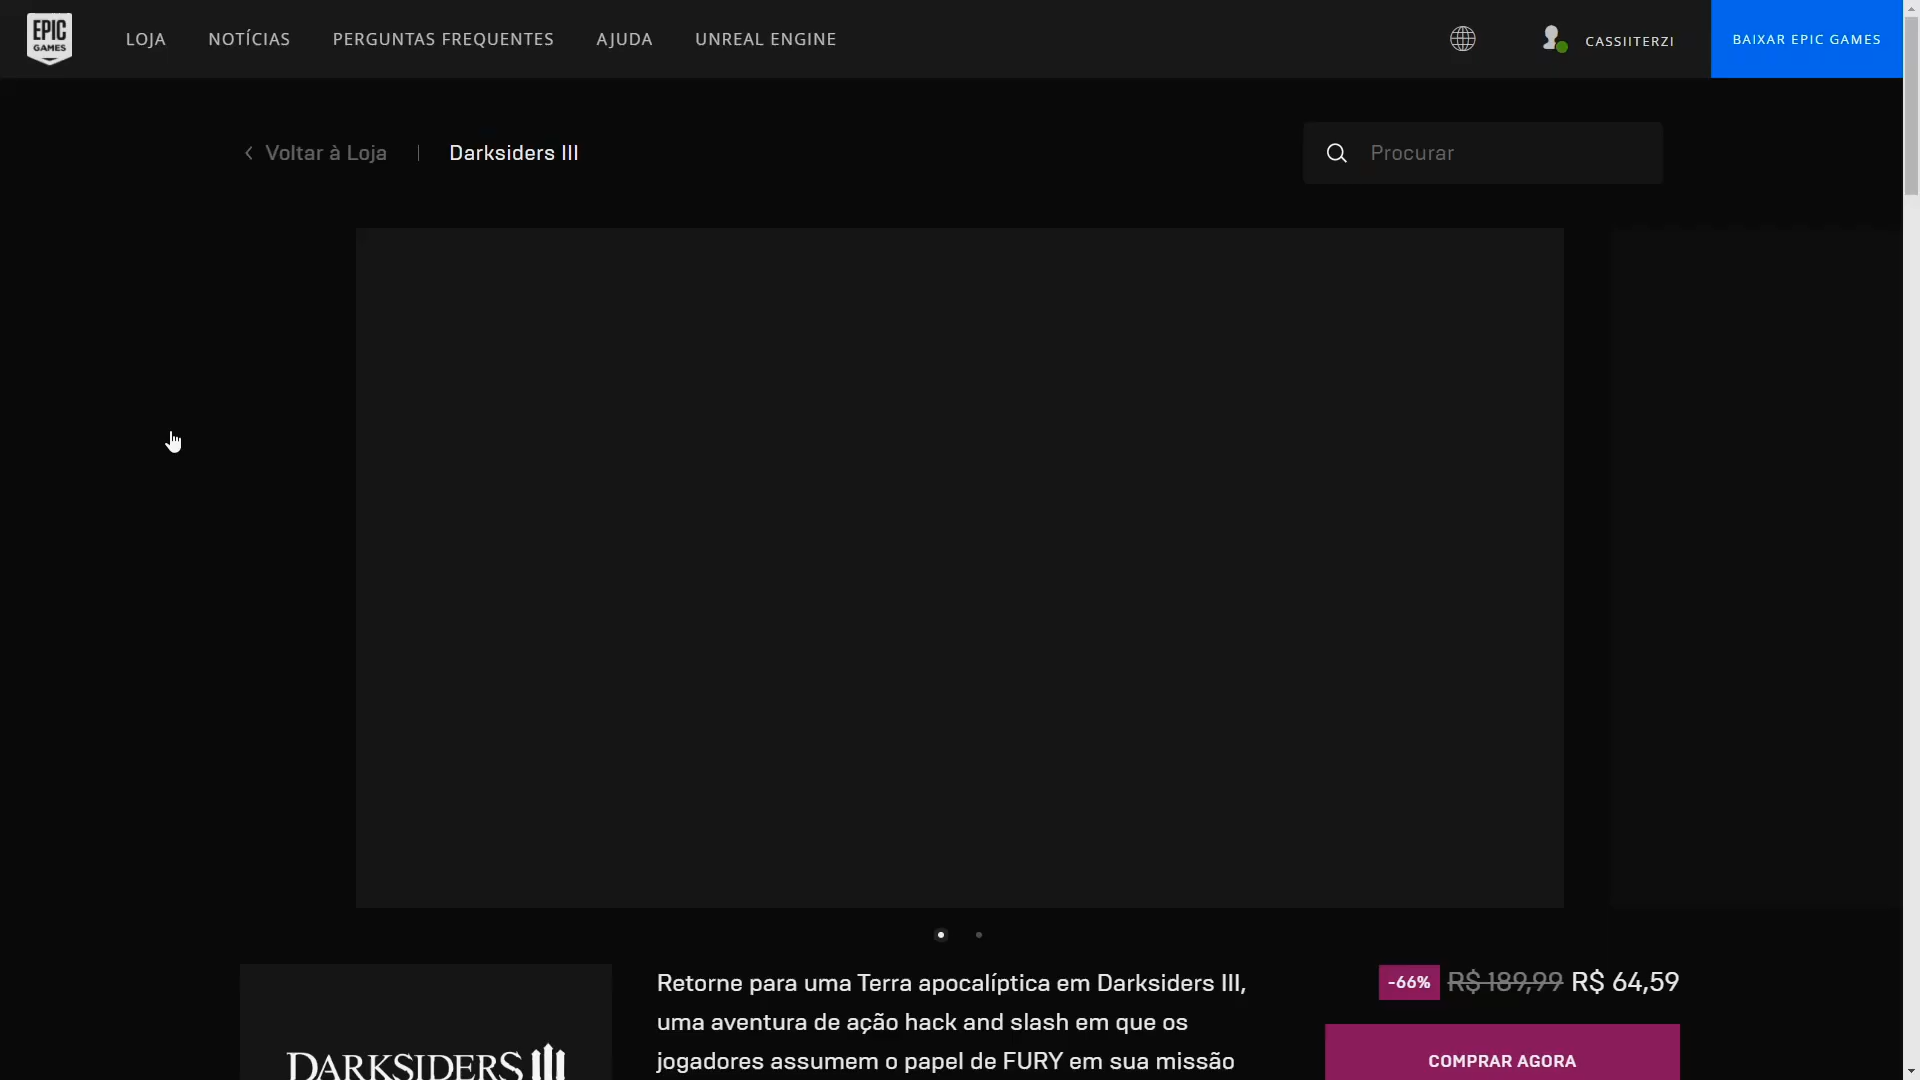 EPIC
GAMES
LOJA
NOTÍCIAS
PERGUNTAS FREQUENTES
AJUDA
UNREAL ENGINE
CASSIITERZI
BAIXAR EPIC GAMES
Voltar à Loja
Darksiders III
Procurar
DARKSIDERS III
Retorne para uma Terra apocalíptica em Darksiders III,
uma aventura de ação hack and slash em que os
jogadores assumem o papel de FURY em sua missão
-66% R$ 189,99 R$ 64,59
COMPRAR AGORA